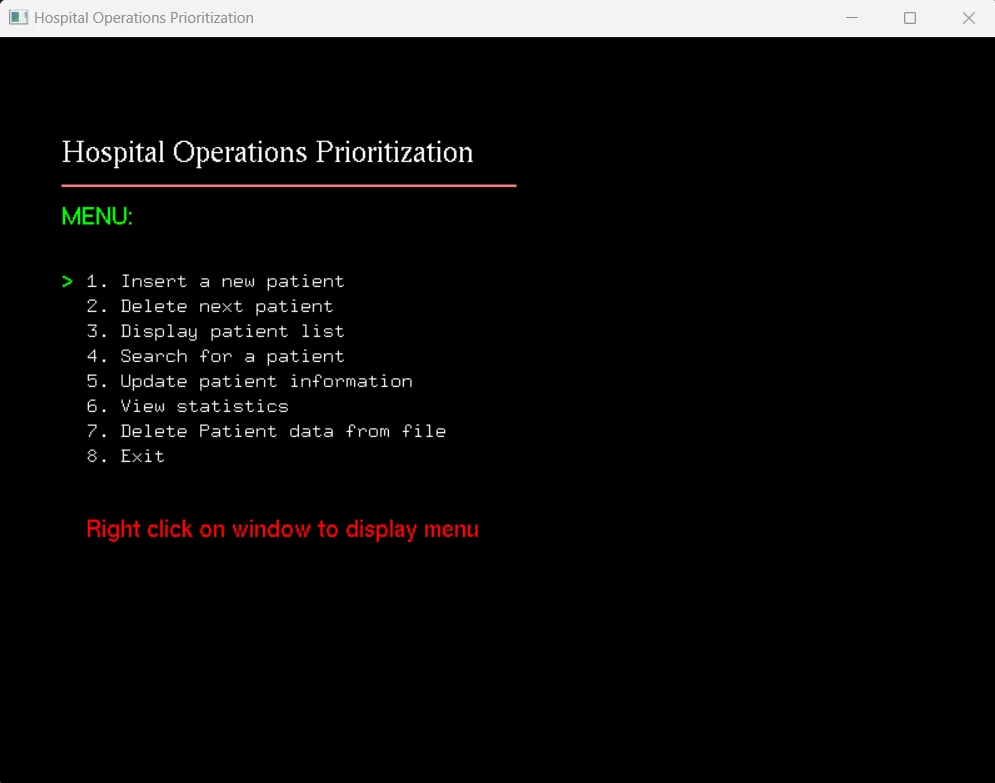 Hospital Operations Prioritization
Hospital Operations Prioritization
MENU:
> 1. Insert a new patient
2. Delete next patient
3. Display patient list
4. Search for a patient
5. Update patient information
6. View statistics
7. Delete Patient data from file
8. Exit
Right click on window to display menu